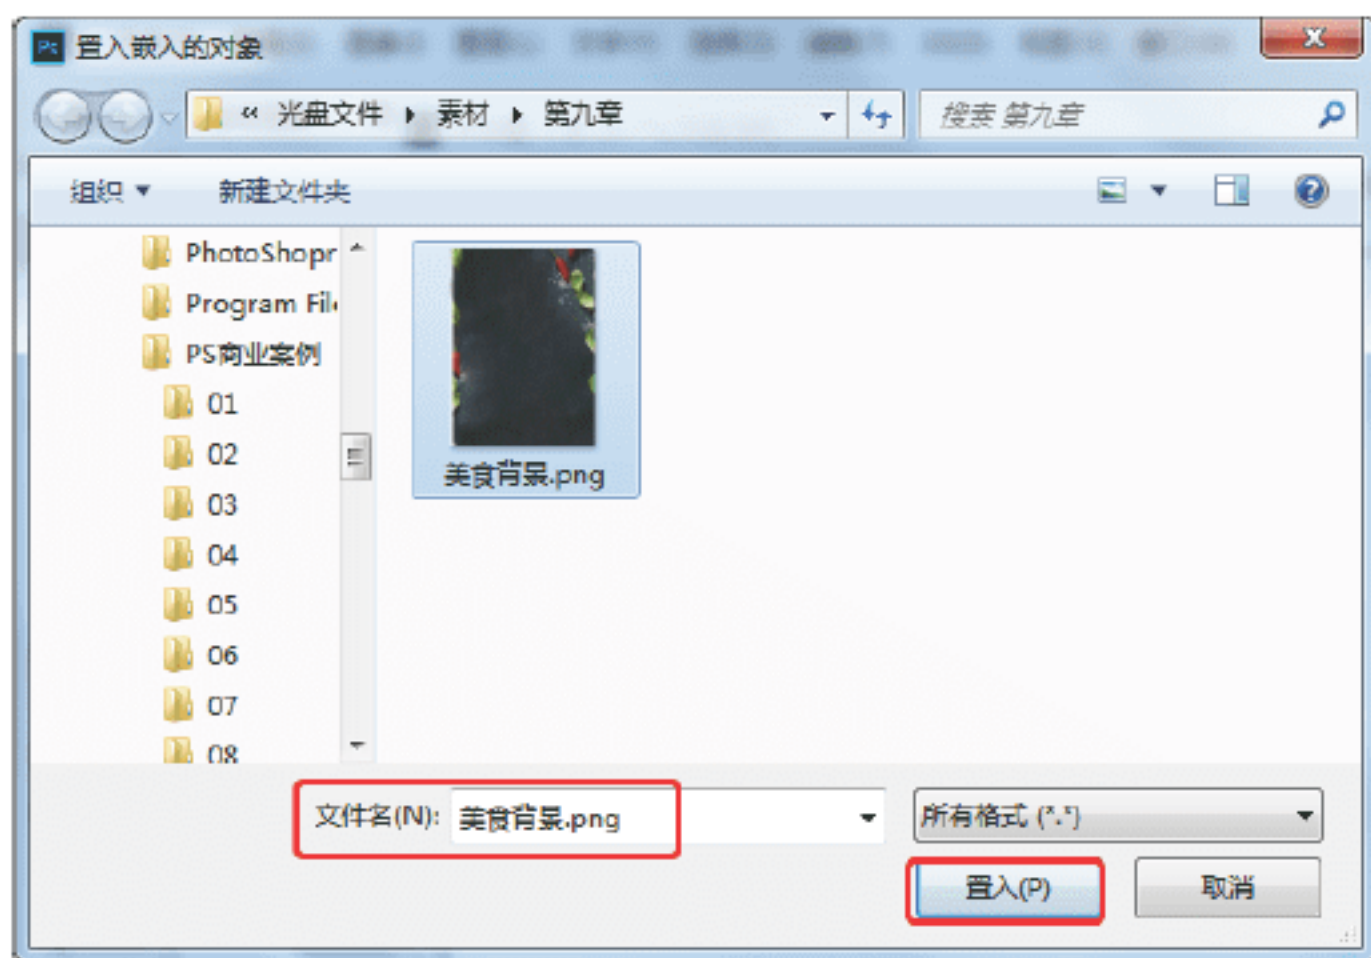 Ps 置入嵌入的对象
« 光盘文件 ▶ 素材 ▶ 第九章
搜索 第九章
组织 ▼ 新建文件夹
PhotoShopr
Program File
PS商业案例
01
02
03
04
05
06
07
08
美食背景.png
文件名(N): 美食背景.png
所有格式 (*.*)
置入(P) 取消